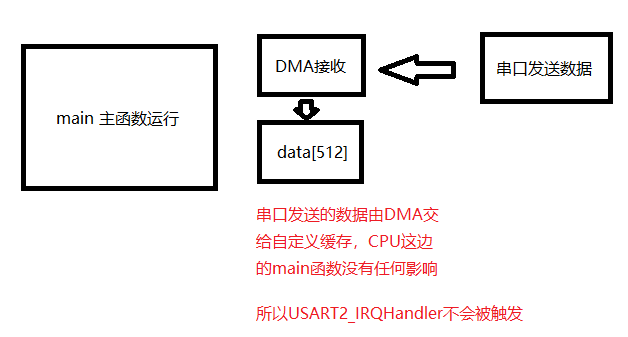 main 主函数运行
DMA接收
串口发送数据
data[512]
串口发送的数据由DMA交
给自定义缓存，CPU这边
的main函数没有任何影响
所以USART2_IRQHandler不会被触发